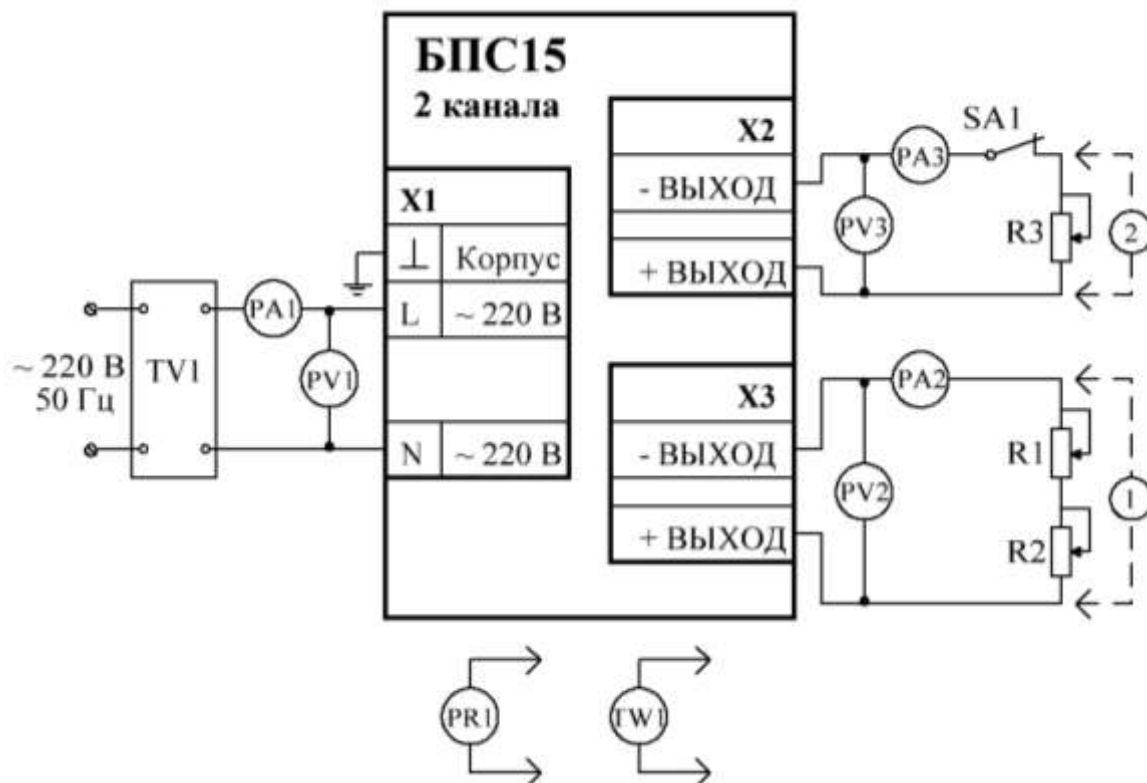 БПС15
2 канала
X2
- ВЫХОД
+ ВЫХОД
SA1
PA3
PV3
R3
2
X1
⊥ Корпус
L ~ 220 В
N ~ 220 В
~ 220 В
50 Гц
TV1
PA1
PV1
X3
- ВЫХОД
+ ВЫХОД
PA2
PV2
R1
R2
1
PR1
TW1